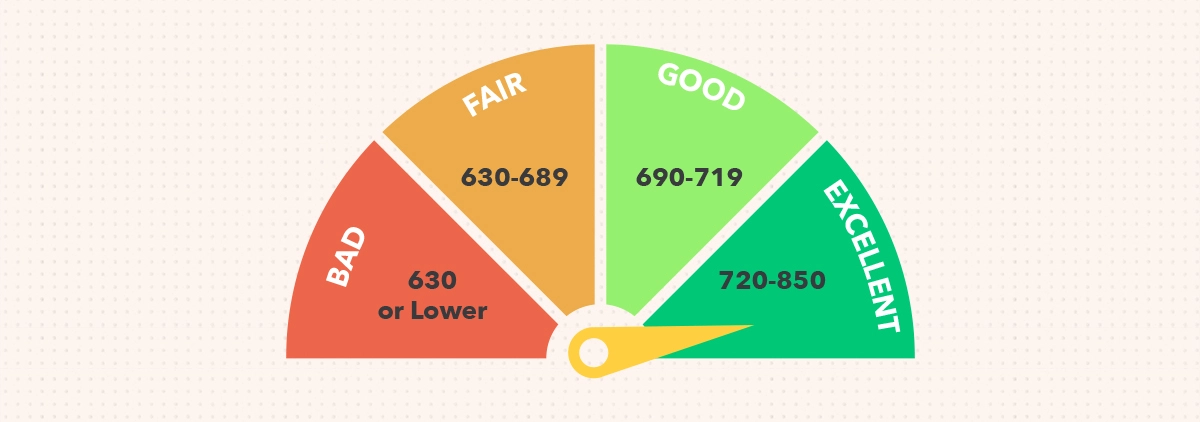 BAD
630
or Lower
FAIR
630-689
GOOD
690-719
EXCELLENT
720-850